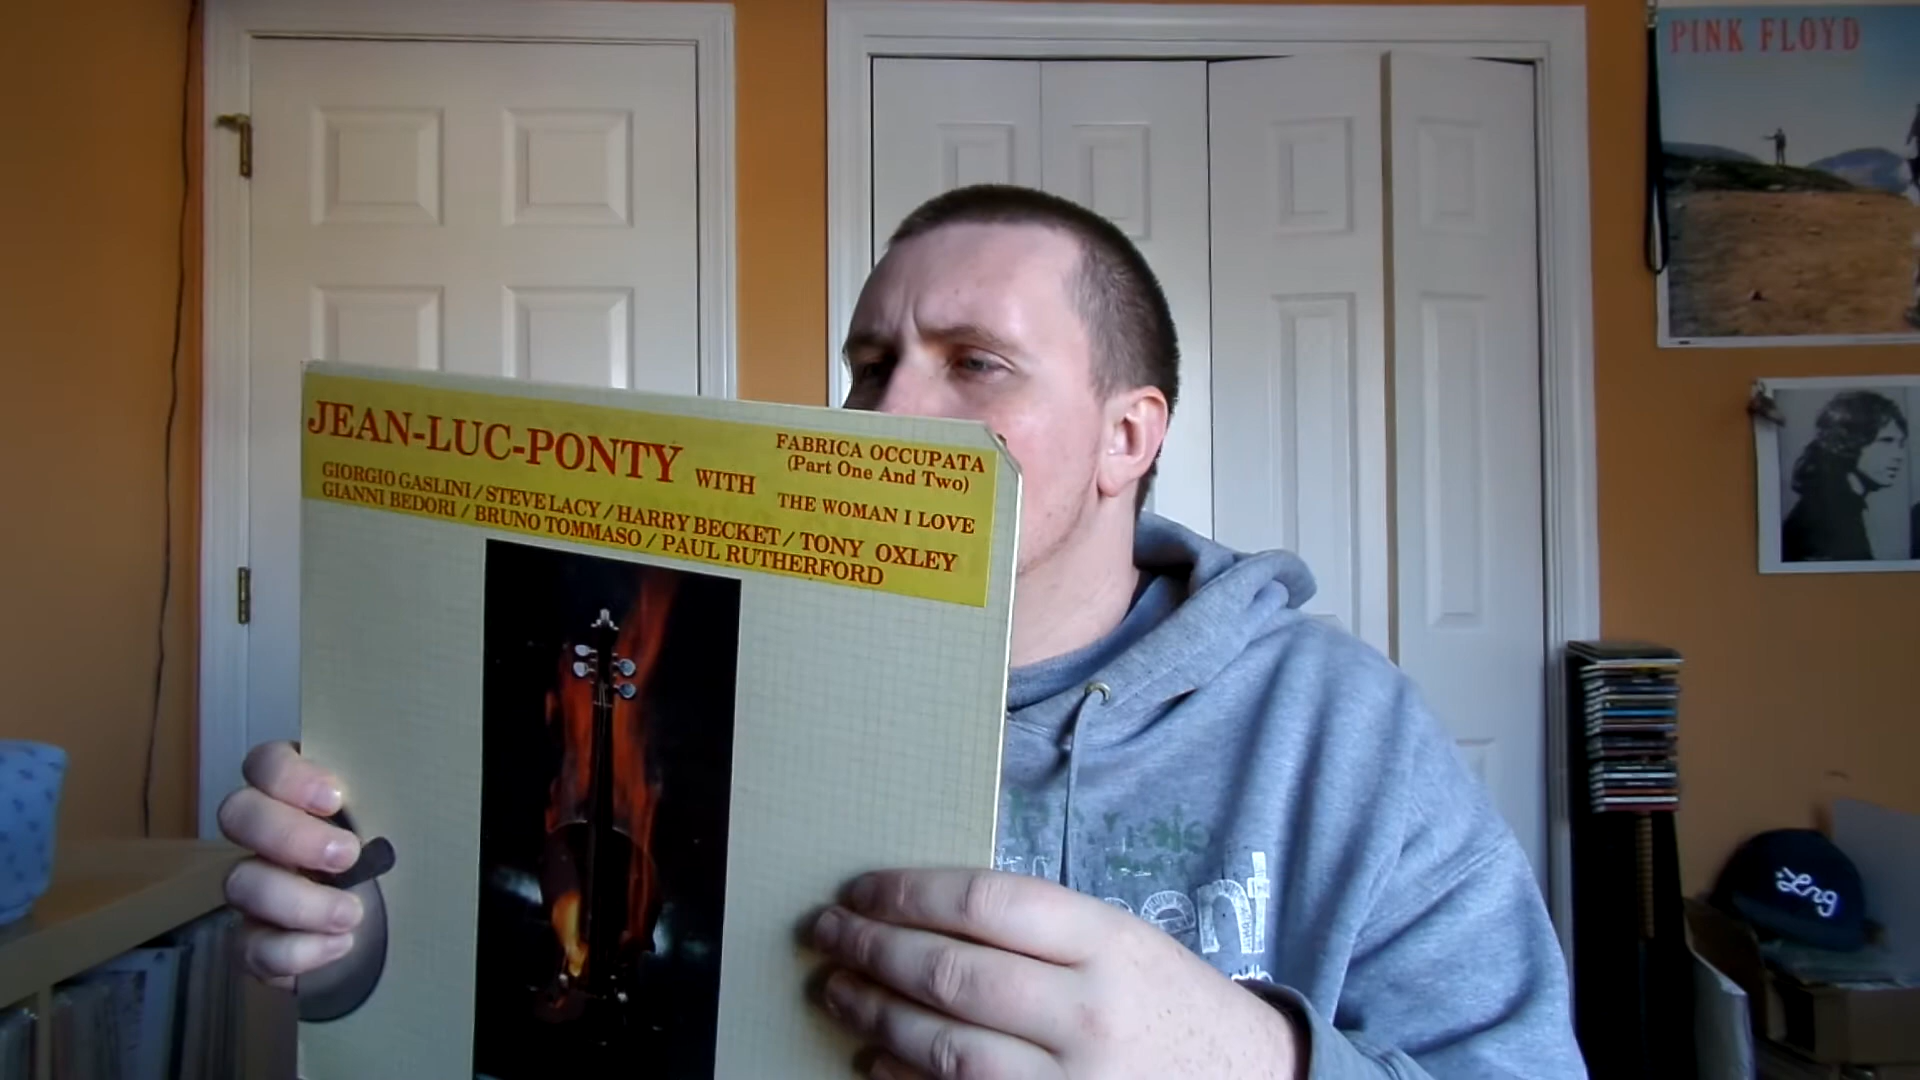 PINK FLOYD
JEAN-LUC-PONTY WITH
FABRICA OCCUPATA
(Part One And Two)
THE WOMAN I LOVE
GIORGIO GASLINI/STEVE LACY/HARRY BECKET/TONY OXLEY
GIANNI BEDORI/BRUNO TOMMASO/PAUL RUTHERFORD
Lrg